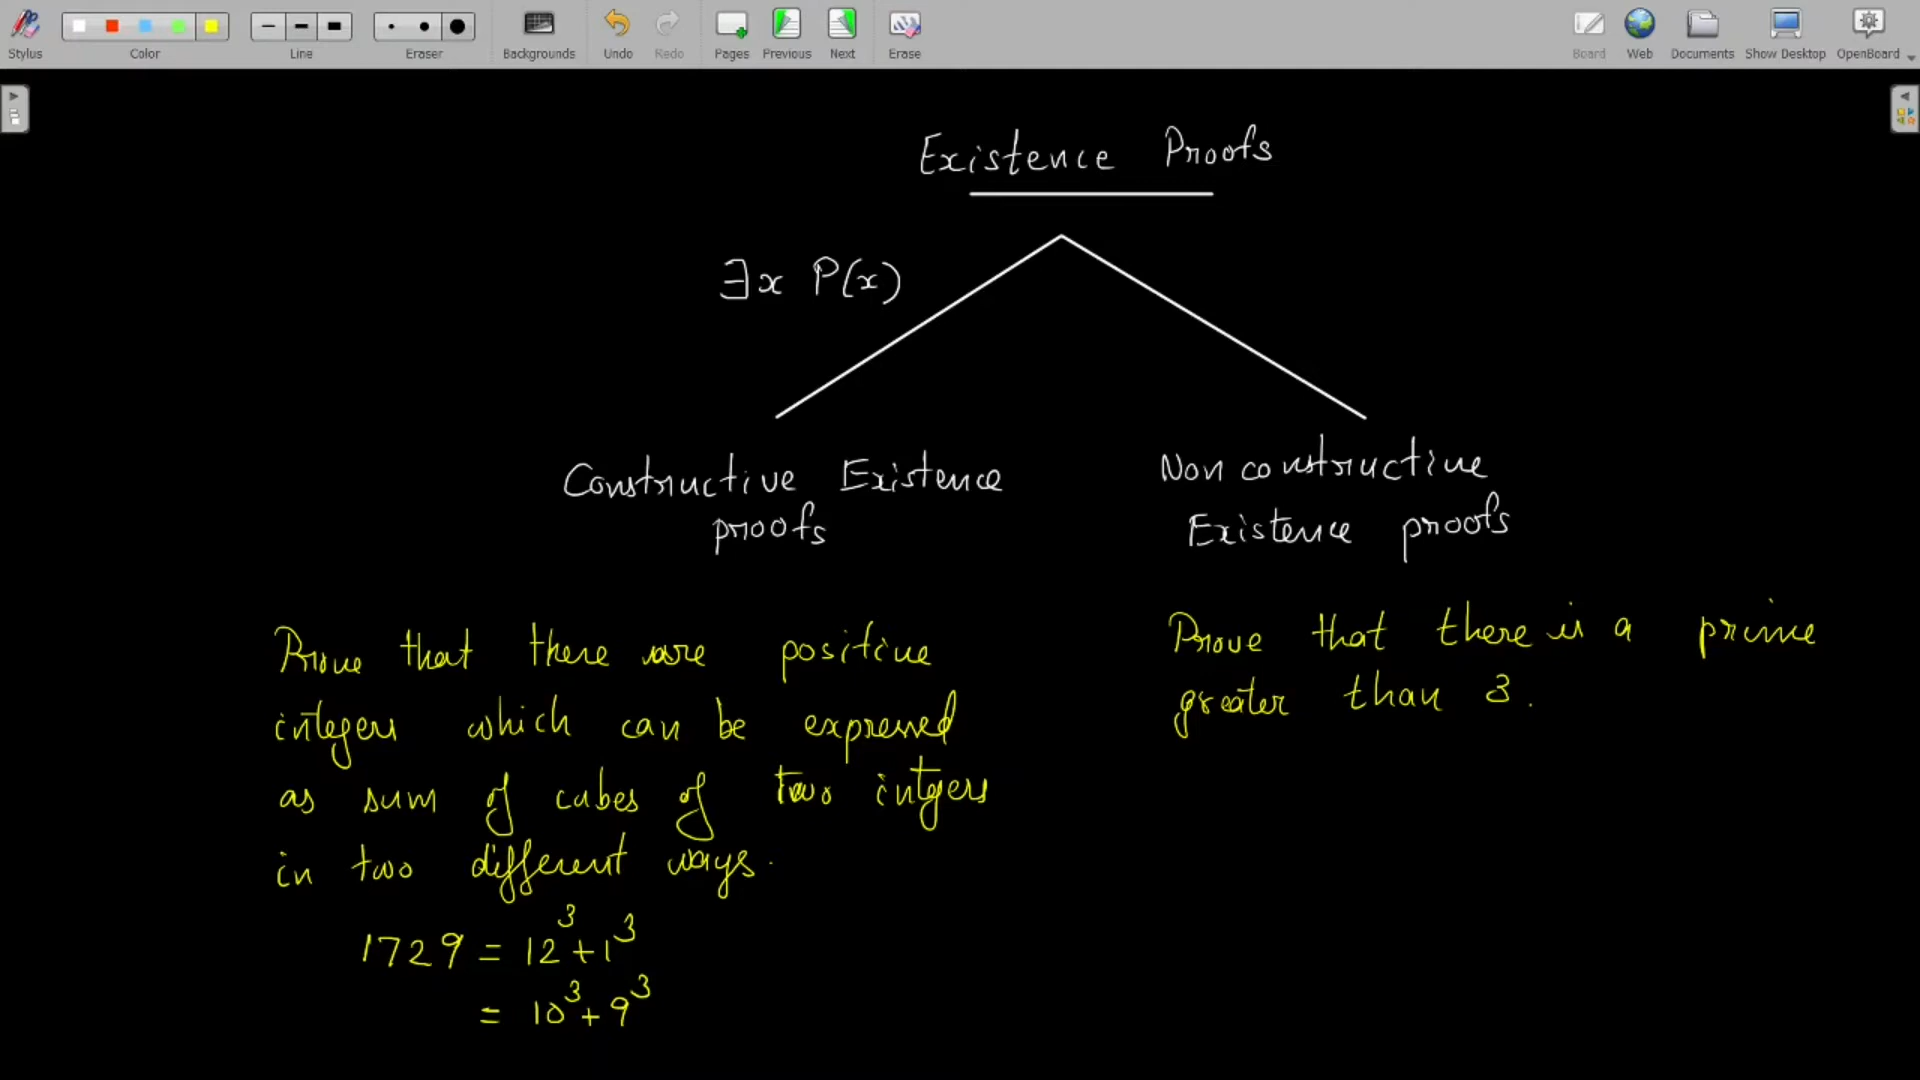 Stylus
Color
Line
Eraser
Backgrounds
Undo
Redo
Pages
Previous
Next
Erase
Board
Web
Documents
Show Desktop
OpenBoard
Existence Proofs
∃x P(x)
Constructive Existence
proofs
Non constructive
Existence proofs
Prove that there are positive
integers which can be expressed
as sum of cubes of two intgers
in two different ways.
1729 = 12³+1³
= 10³+9³
Prove that there is a prime
greater than 3.